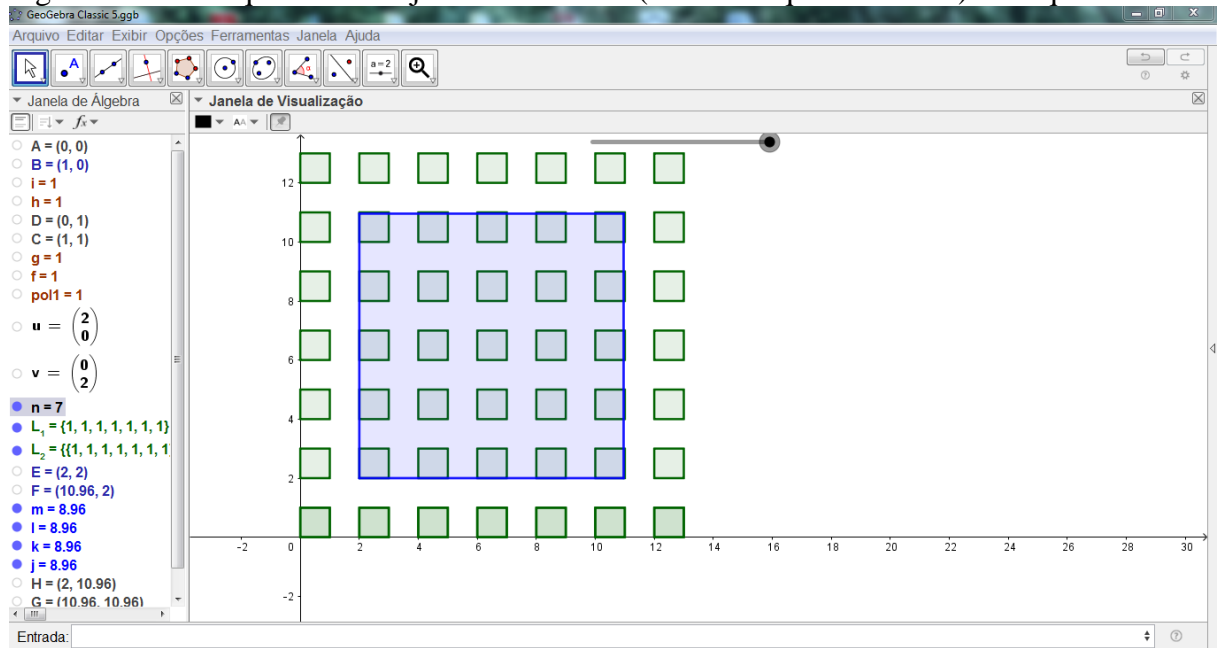 GeoGebra Classic 5.ggb
Arquivo Editar Exibir Opções Ferramentas Janela Ajuda
A
α
a=2
Janela de Álgebra
Janela de Visualização
fx
AA
A = (0, 0)
B = (1, 0)
i = 1
h = 1
D = (0, 1)
C = (1, 1)
g = 1
f = 1
pol1 = 1
u = (2
0)
v = (0
2)
n = 7
L₁ = {1, 1, 1, 1, 1, 1, 1}
L₂ = {{1, 1, 1, 1, 1, 1, 1
E = (2, 2)
F = (10.96, 2)
m = 8.96
l = 8.96
k = 8.96
j = 8.96
H = (2, 10.96)
G = (10.96, 10.96)
12
10
8
6
4
2
-2 0 2 4 6 8 10 12 14 16 18 20 22 24 26 28 30
-2
Entrada: